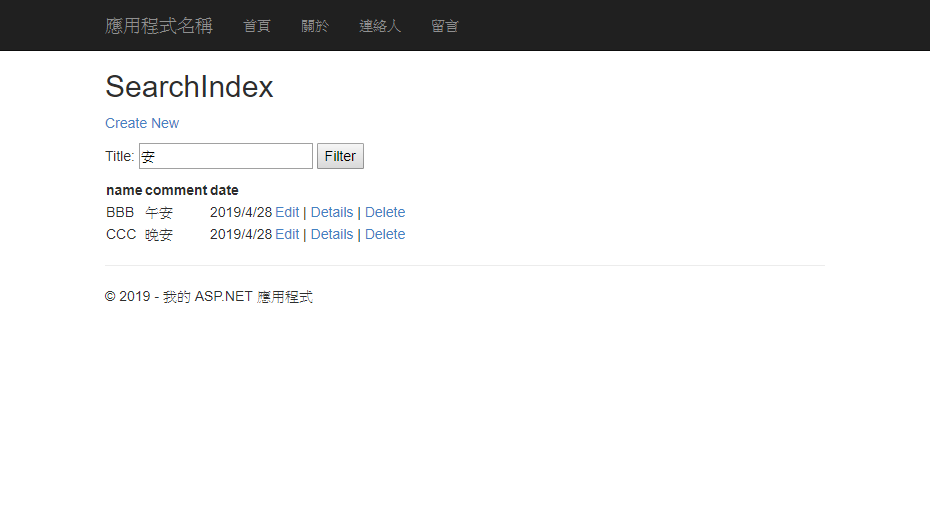 應用程式名稱 首頁 關於 連絡人 留言
SearchIndex
Create New
Title: 安 Filter
name comment date
BBB 午安 2019/4/28 Edit | Details | Delete
CCC 晚安 2019/4/28 Edit | Details | Delete
© 2019 - 我的 ASP.NET 應用程式